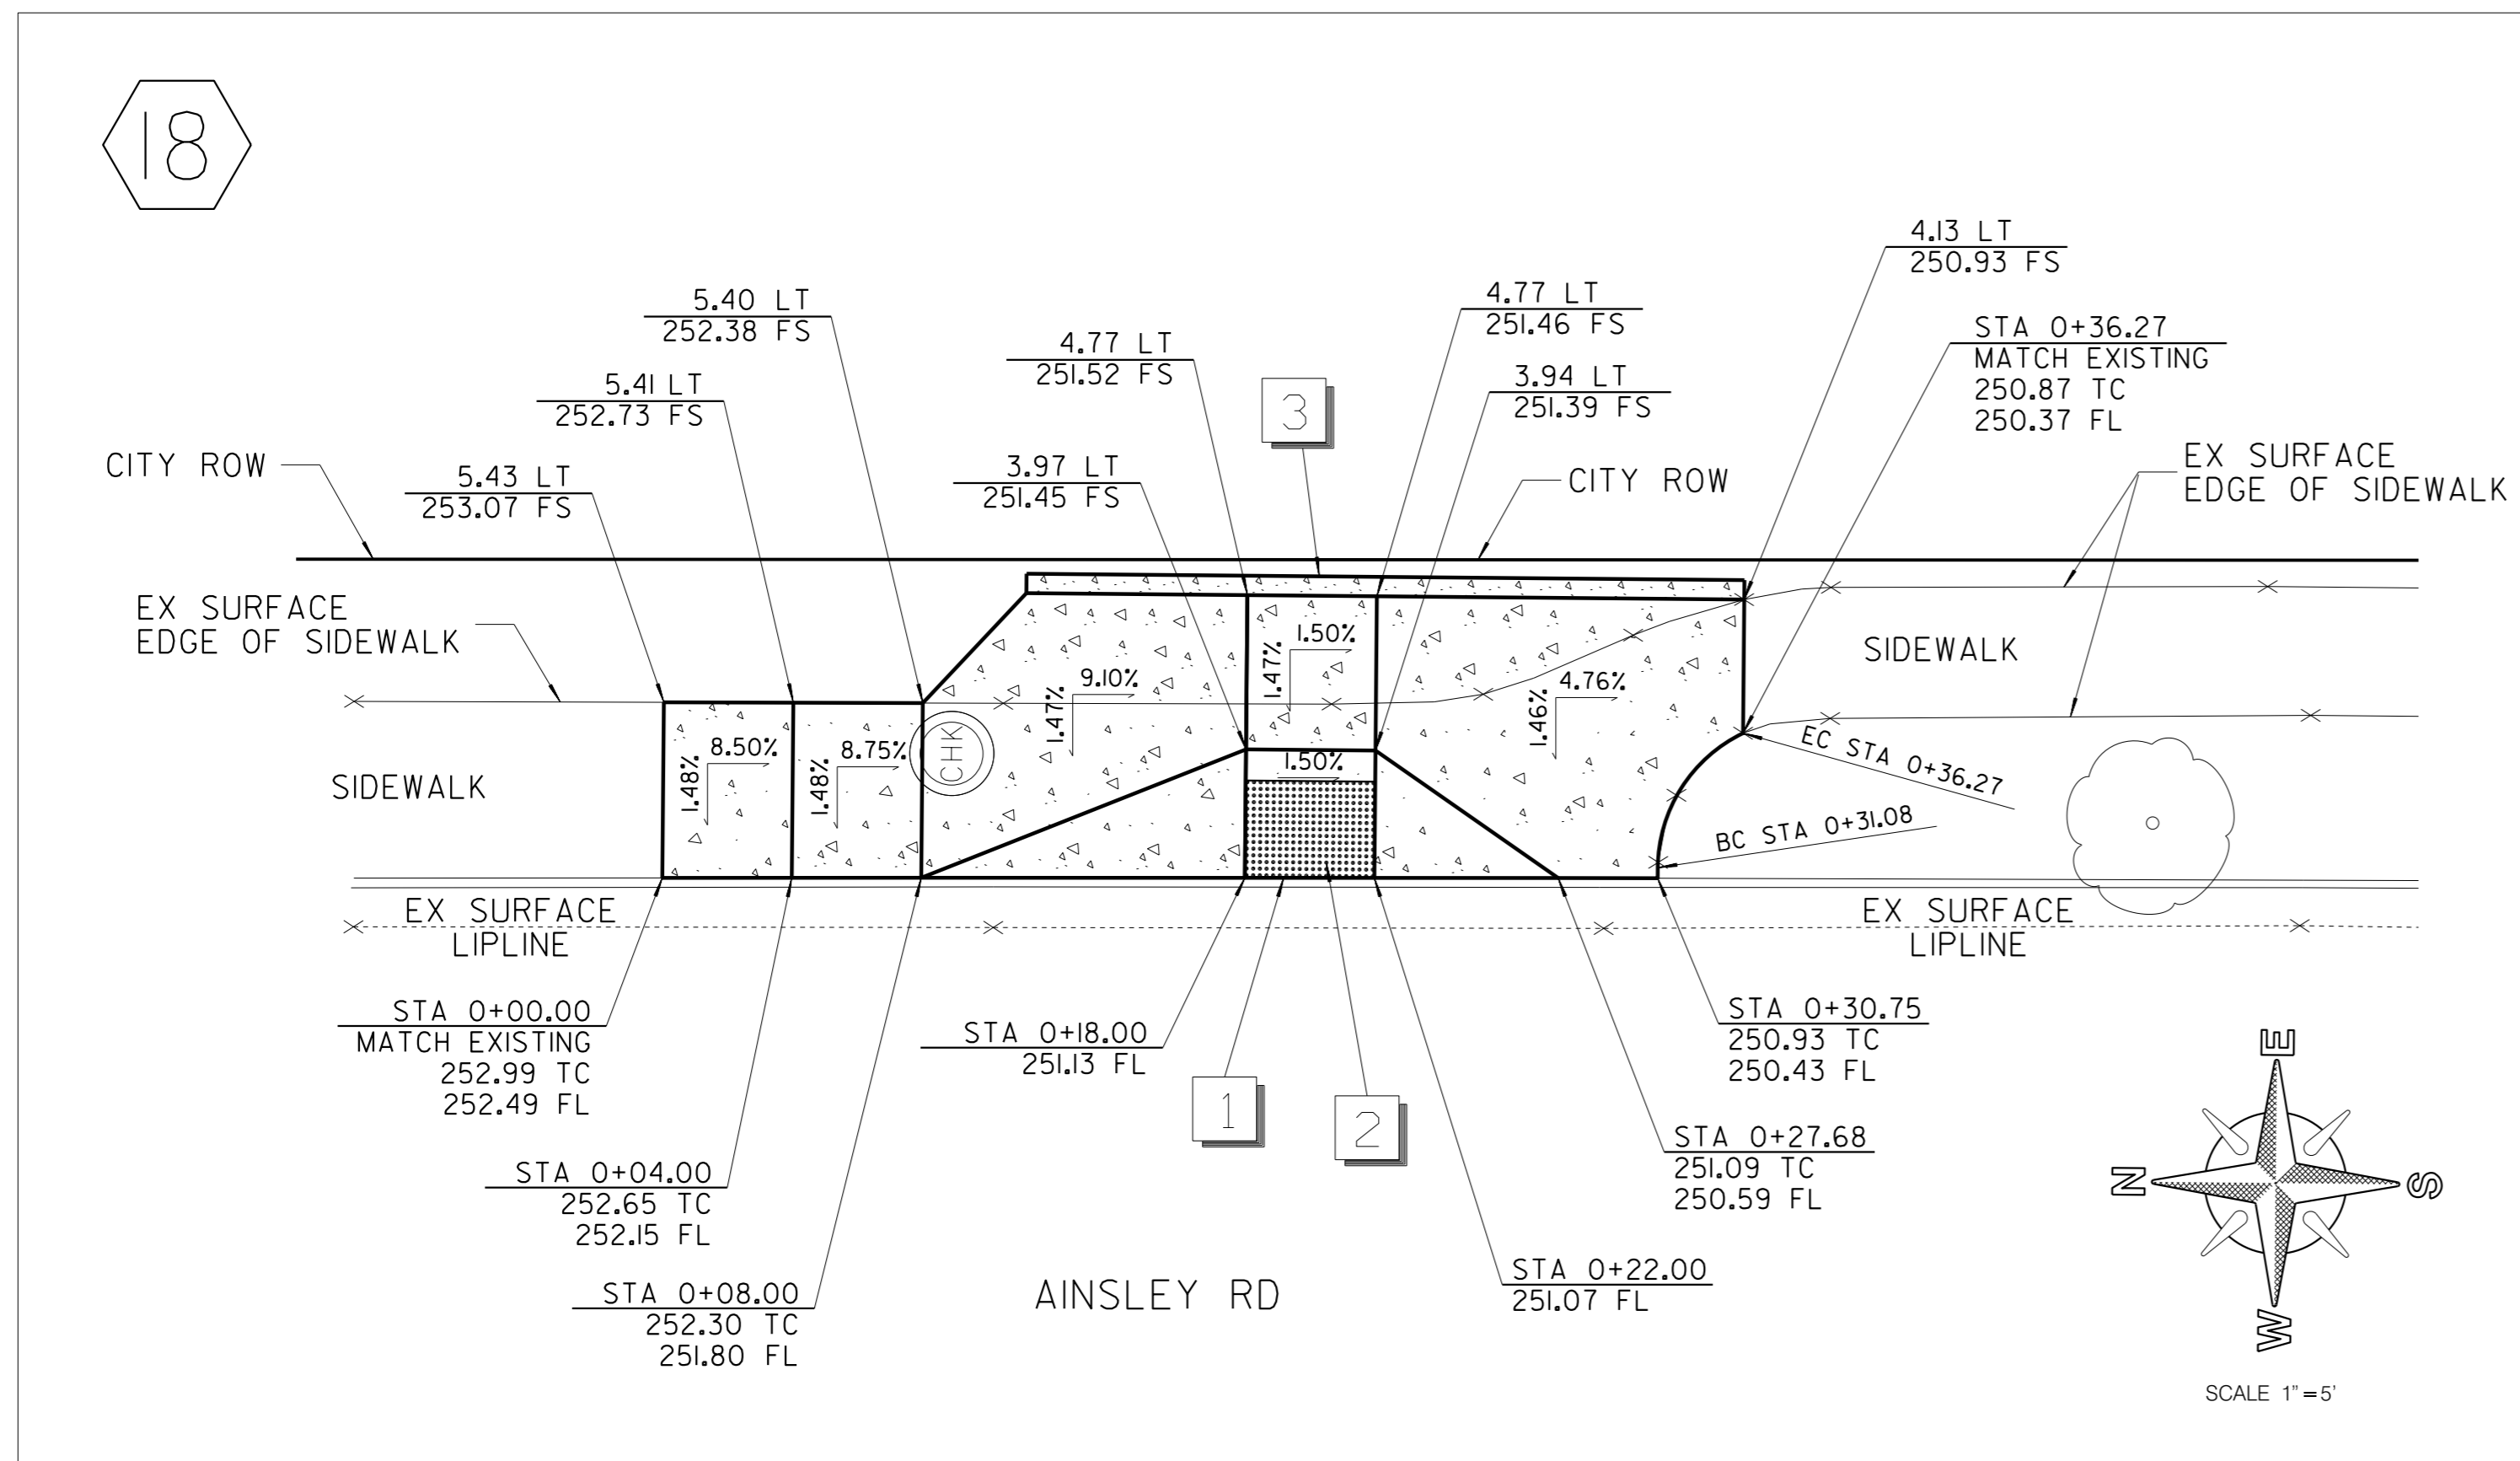 18
4.13 LT
250.93 FS
5.40 LT
252.38 FS
4.77 LT
251.46 FS
STA 0+36.27
MATCH EXISTING
250.87 TC
250.37 FL
4.77 LT
251.52 FS
5.41 LT
252.73 FS
3.94 LT
251.39 FS
3
CITY ROW
5.43 LT
253.07 FS
3.97 LT
251.45 FS
CITY ROW
EX SURFACE
EDGE OF SIDEWALK
EX SURFACE
EDGE OF SIDEWALK
1.50%
1.47%
SIDEWALK
9.10%
1.47%
4.76%
1.46%
8.50%
1.48%
8.75%
1.48%
CHK
1.50%
EC STA 0+36.27
SIDEWALK
BC STA 0+31.08
EX SURFACE
LIPLINE
EX SURFACE
LIPLINE
STA 0+00.00
MATCH EXISTING
252.99 TC
252.49 FL
STA 0+18.00
251.13 FL
STA 0+30.75
250.93 TC
250.43 FL
1
2
STA 0+27.68
251.09 TC
250.59 FL
STA 0+04.00
252.65 TC
252.15 FL
STA 0+22.00
251.07 FL
STA 0+08.00
252.30 TC
251.80 FL
AINSLEY RD
E
N
S
W
SCALE 1"=5'